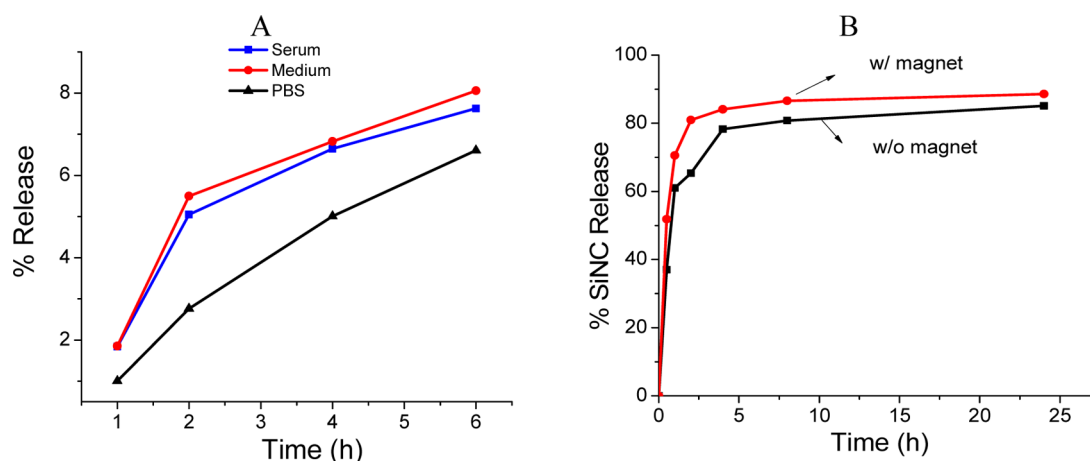 A
Serum
Medium
PBS
8
6
4
2
% Release
1 2 3 4 5 6
Time (h)
B
100
80
60
40
20
0
% SiNC Release
w/ magnet
w/o magnet
0 5 10 15 20 25
Time (h)